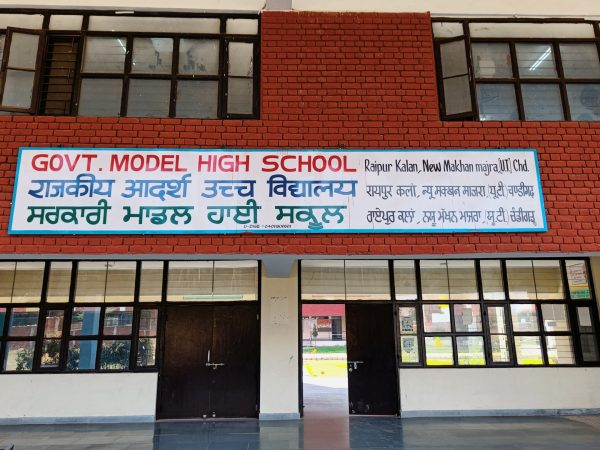 GOVT. MODEL HIGH SCHOOL Raipur Kalan, New Makhan majra (UT) Chd.
राजकीय आदर्श उच्च विद्यालय रायपुर कलां, न्यू मक्खन माजरा (यू.टी) चण्डीगढ़
ਸਰਕਾਰੀ ਮਾਡਲ ਹਾਈ ਸਕੂਲ ਰਾਏਪੁਰ ਕਲਾਂ, ਨਯੂ ਮੱਖਣ ਮਾਜਰਾ, (ਯੂ.ਟੀ) ਚੰਡੀਗੜ੍ਹ